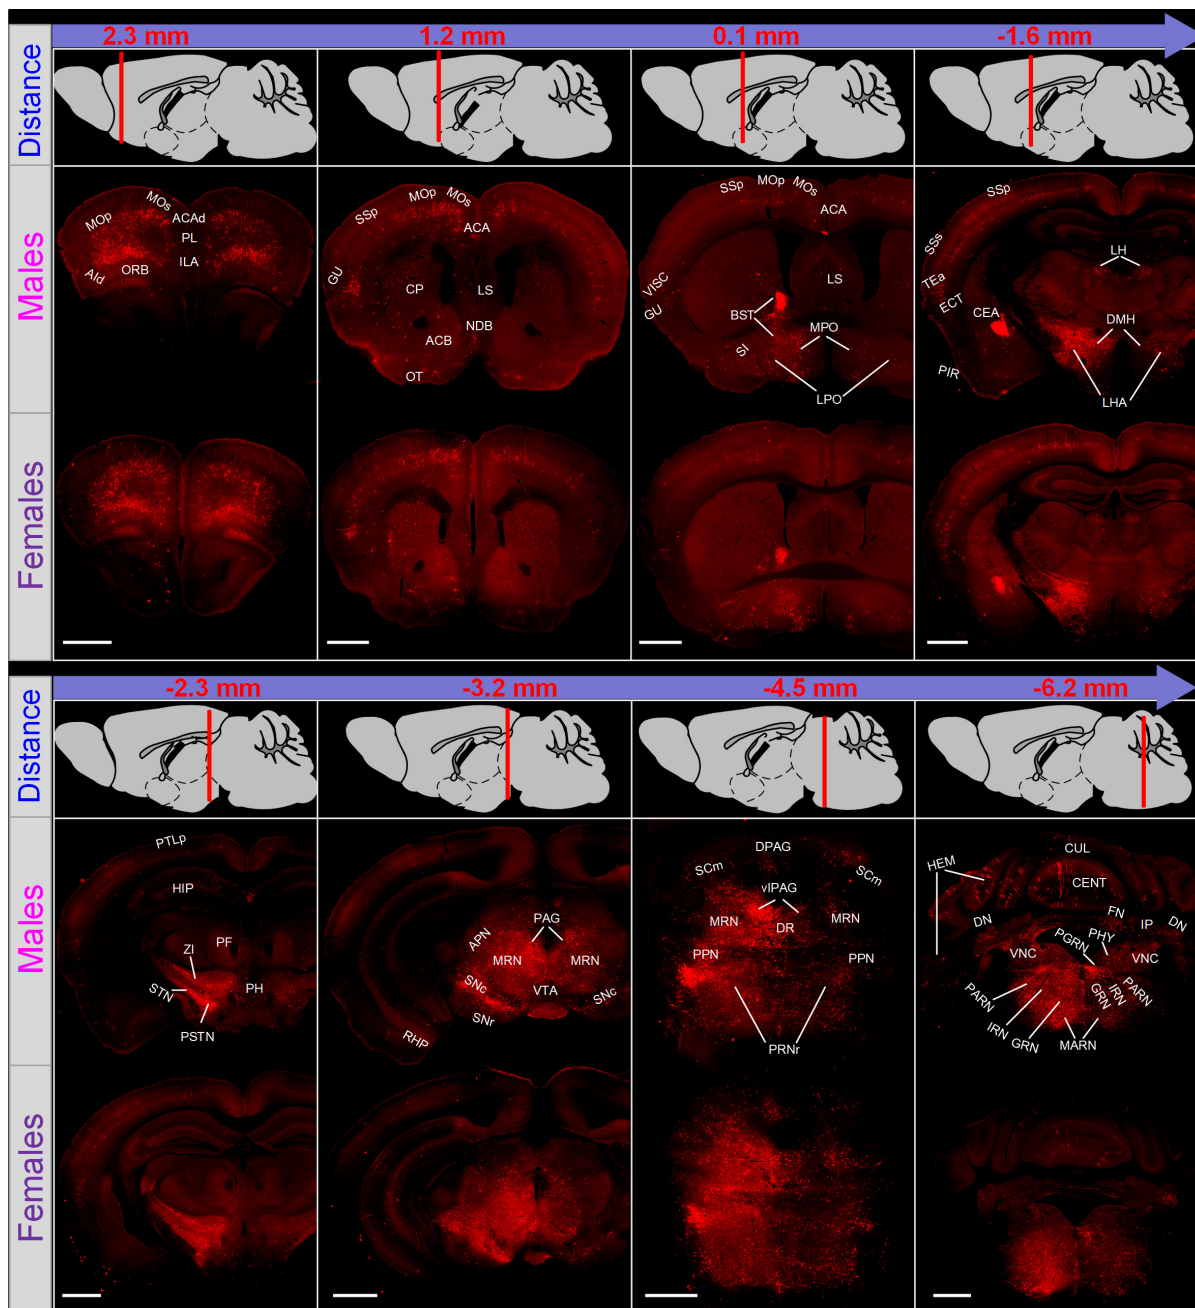 2.3 mm
1.2 mm
0.1 mm
-1.6 mm
Distance
Males
MOp
MOs
ACAd
PL
ILA
ORB
AId
SSp
MOp
MOs
ACA
GU
CP
LS
NDB
ACB
OT
SSp
MOp
MOs
ACA
LS
VISC
GU
BST
MPO
SI
LPO
SSp
SSs
LH
TEa
ECT
CEA
DMH
PIR
LHA
Females
-2.3 mm
-3.2 mm
-4.5 mm
-6.2 mm
Distance
Males
PTLp
HIP
ZI
PF
STN
PH
PSTN
APN
PAG
MRN
MRN
SNc
VTA
SNc
SNr
RHP
DPAG
SCm
SCm
vlPAG
MRN
DR
MRN
PPN
PPN
PRNr
HEM
CUL
CENT
DN
FN
IP
DN
PGRN
PHY
VNC
VNC
PARN
IRN
GRN
MARN
GRN
IRN
PARN
Females